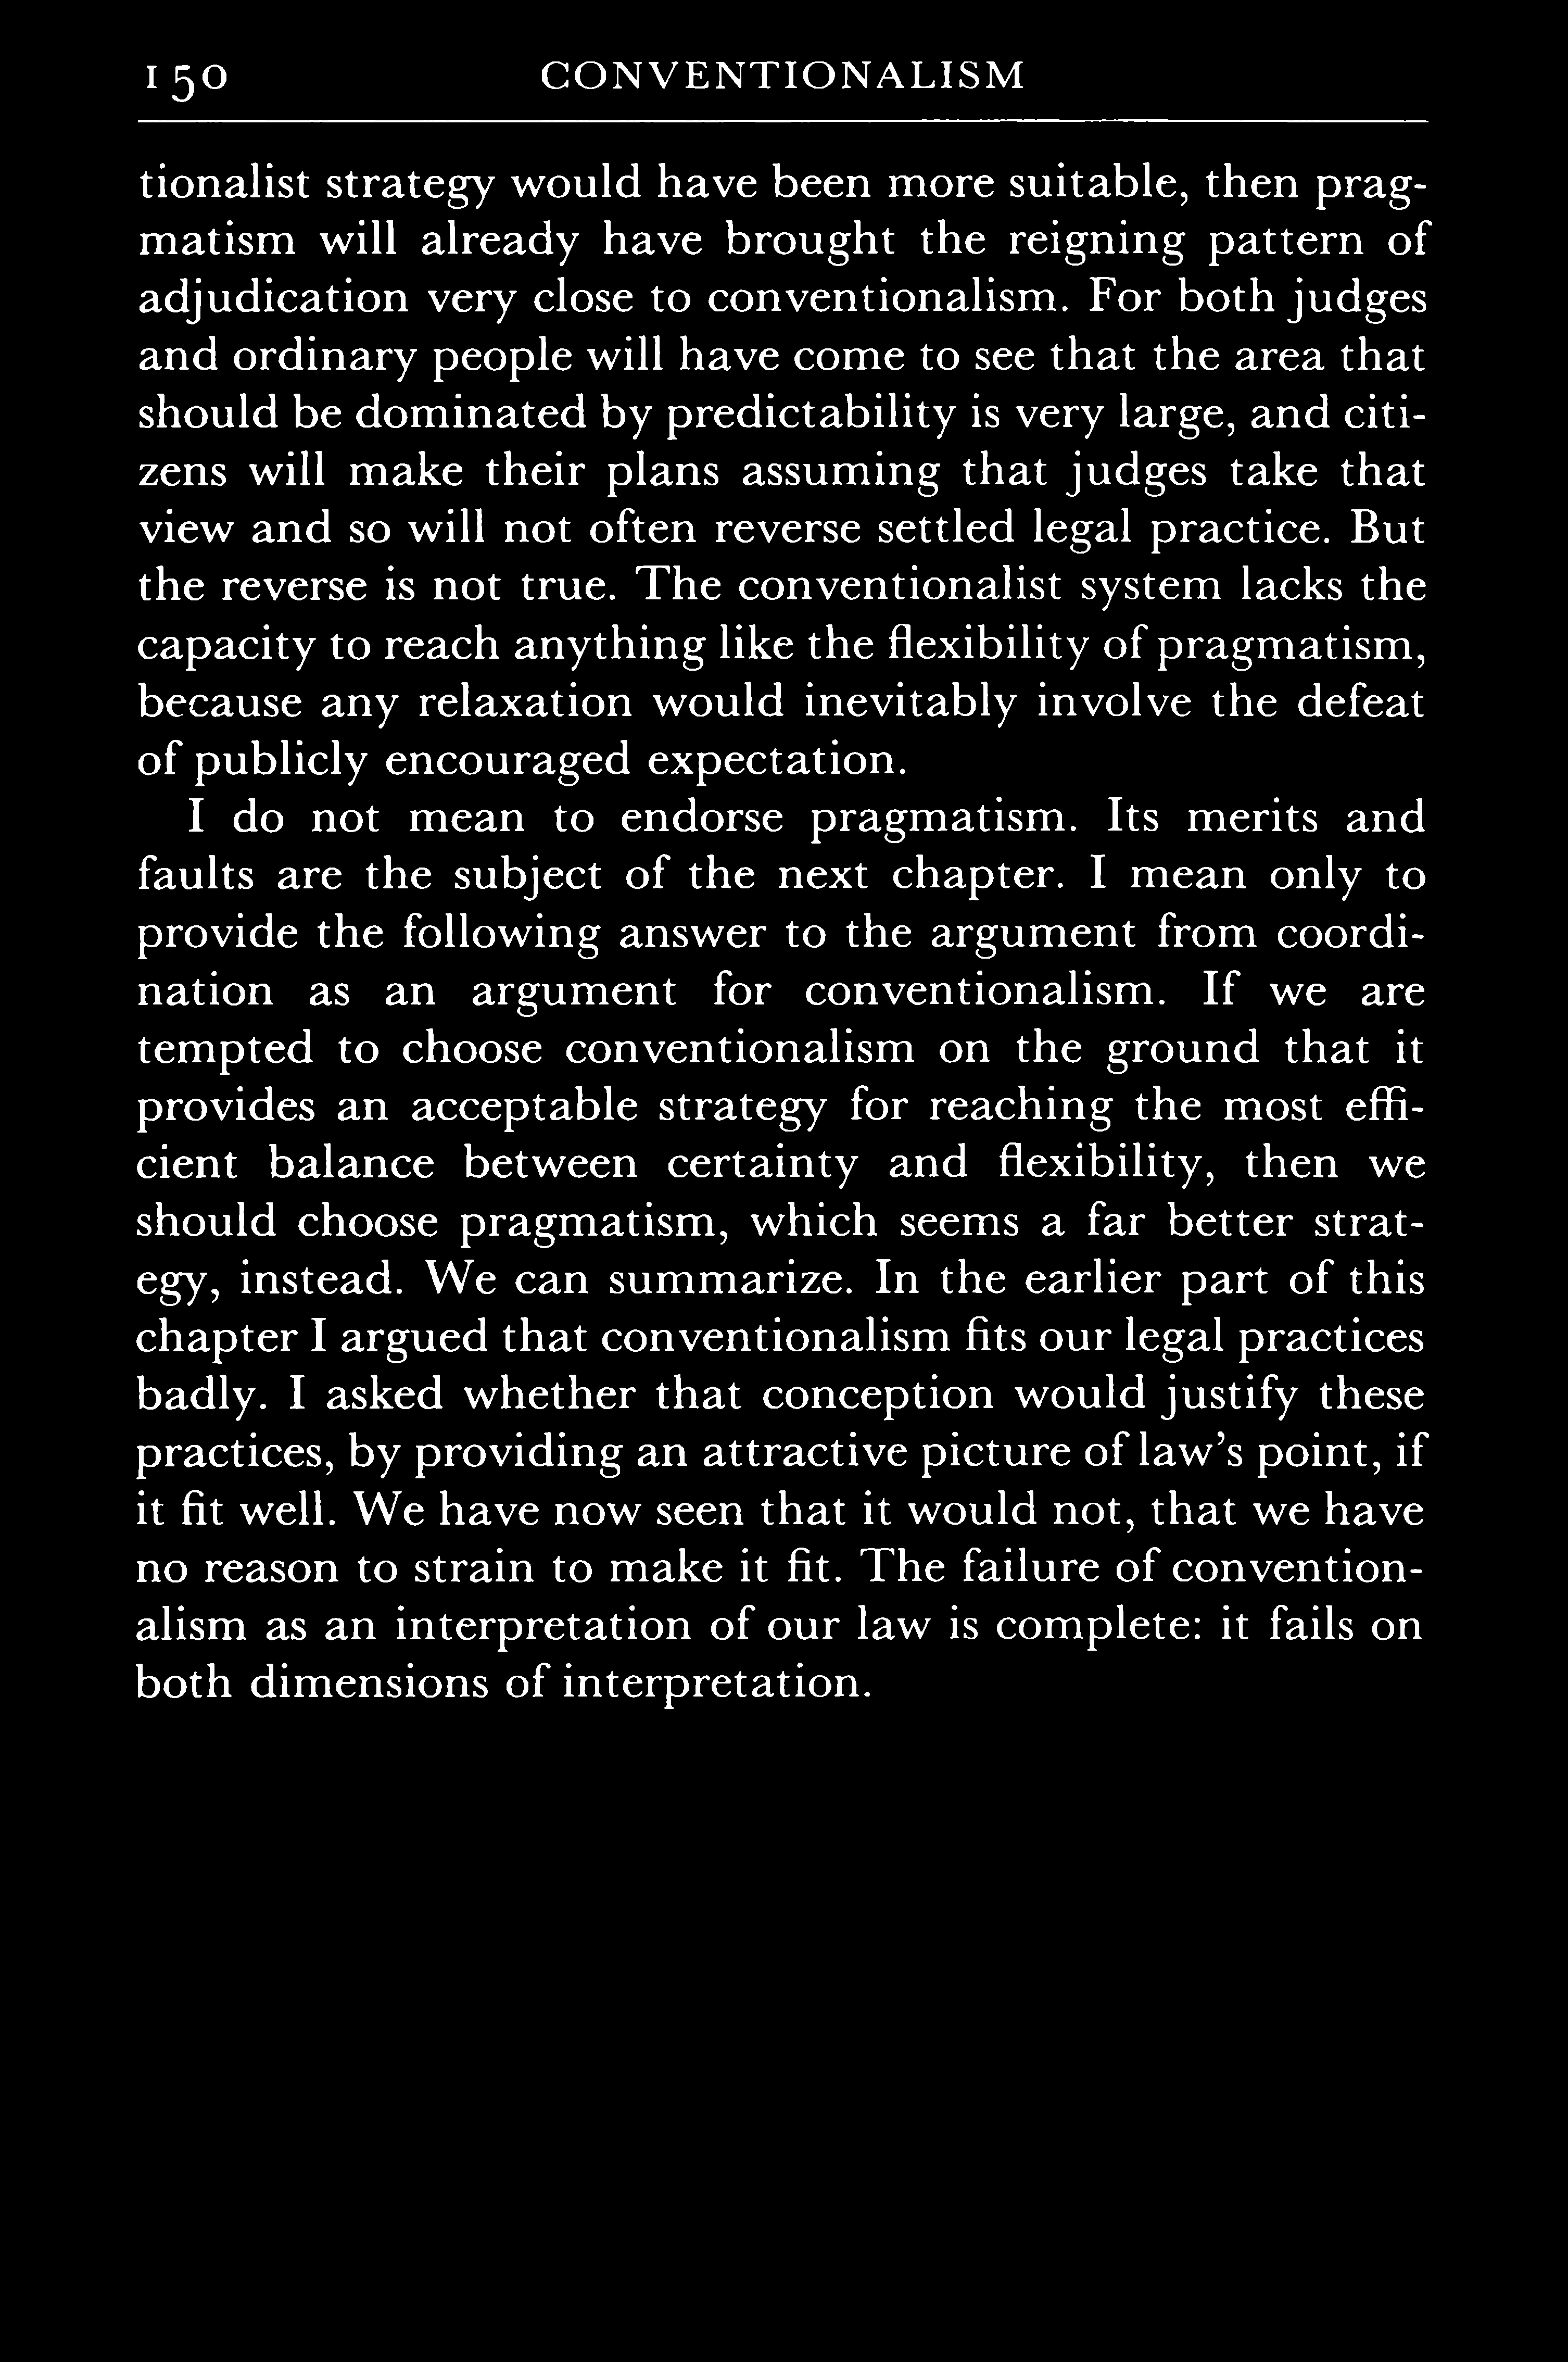 150 CONVENTIONALISM
tionalist strategy would have been more suitable, then prag-
matism will already have brought the reigning pattern of
adjudication very close to conventionalism. For both judges
and ordinary people will have come to see that the area that
should be dominated by predictability is very large, and citi-
zens will make their plans assuming that judges take that
view and so will not often reverse settled legal practice. But
the reverse is not true. The conventionalist system lacks the
capacity to reach anything like the flexibility of pragmatism,
because any relaxation would inevitably involve the defeat
of publicly encouraged expectation.
I do not mean to endorse pragmatism. Its merits and
faults are the subject of the next chapter. I mean only to
provide the following answer to the argument from coordi-
nation as an argument for conventionalism. If we are
tempted to choose conventionalism on the ground that it
provides an acceptable strategy for reaching the most effi-
cient balance between certainty and flexibility, then we
should choose pragmatism, which seems a far better strat-
egy, instead. We can summarize. In the earlier part of this
chapter I argued that conventionalism fits our legal practices
badly. I asked whether that conception would justify these
practices, by providing an attractive picture of law's point, if
it fit well. We have now seen that it would not, that we have
no reason to strain to make it fit. The failure of convention-
alism as an interpretation of our law is complete: it fails on
both dimensions of interpretation.